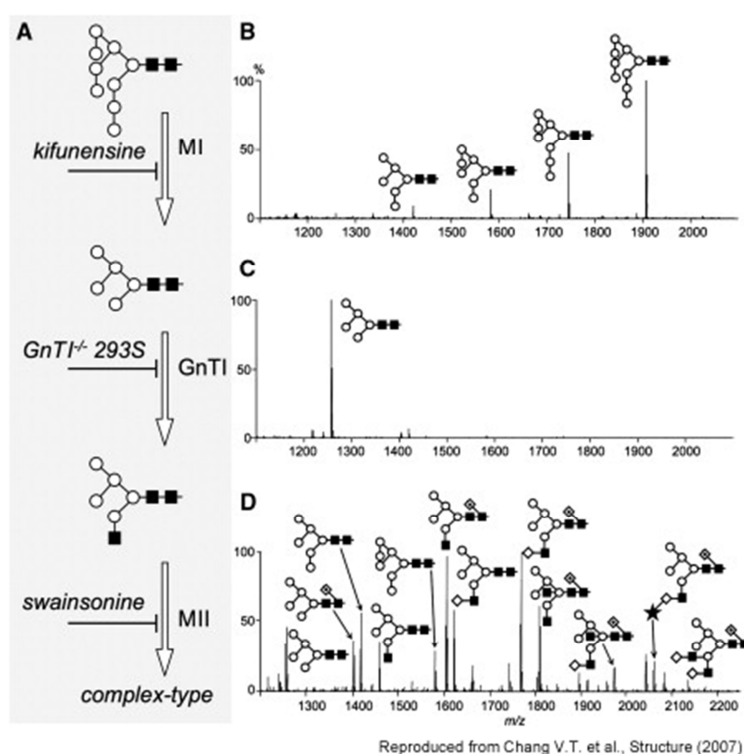 A
kifunensine
MI
GnTI-/- 293S
GnTI
swainsonine
MII
complex-type
B
%
100
50
0
1200 1300 1400 1500 1600 1700 1800 1900 2000
C
100
50
0
1200 1300 1400 1500 1600 1700 1800 1900 2000
D
100
50
0
1300 1400 1500 1600 1700 1800 1900 2000 2100 2200
m/z
Reproduced from Chang V.T. et al., Structure (2007)